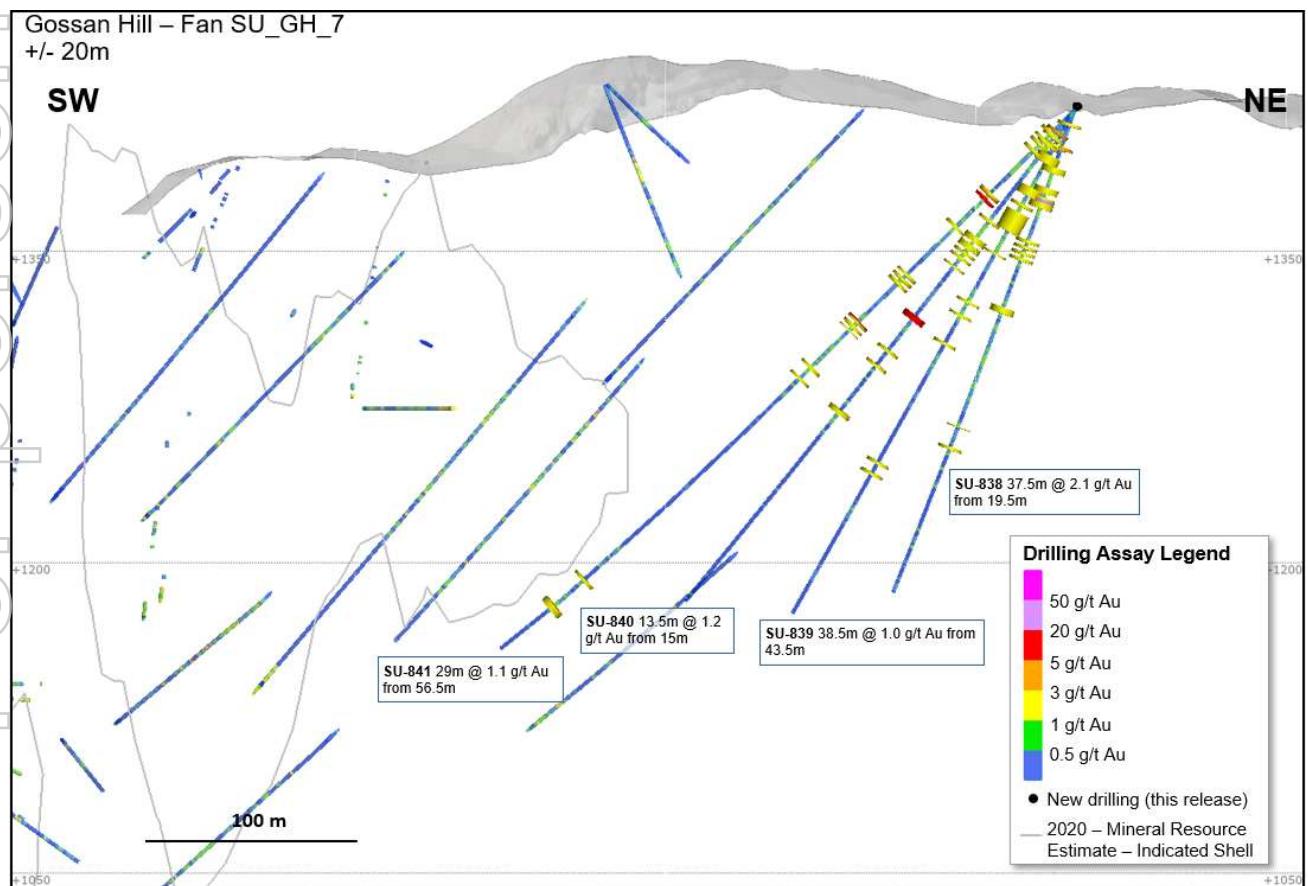 Gossan Hill – Fan SU_GH_7
+/- 20m
SW
NE
+1350
+1350
SU-838 37.5m @ 2.1 g/t Au
from 19.5m
+1200
-1200
SU-840 13.5m @ 1.2
g/t Au from 15m
SU-839 38.5m @ 1.0 g/t Au from
43.5m
SU-841 29m @ 1.1 g/t Au
from 56.5m
Drilling Assay Legend
50 g/t Au
20 g/t Au
5 g/t Au
3 g/t Au
1 g/t Au
0.5 g/t Au
New drilling (this release)
2020 – Mineral Resource
Estimate – Indicated Shell
100 m
+1050
+1050